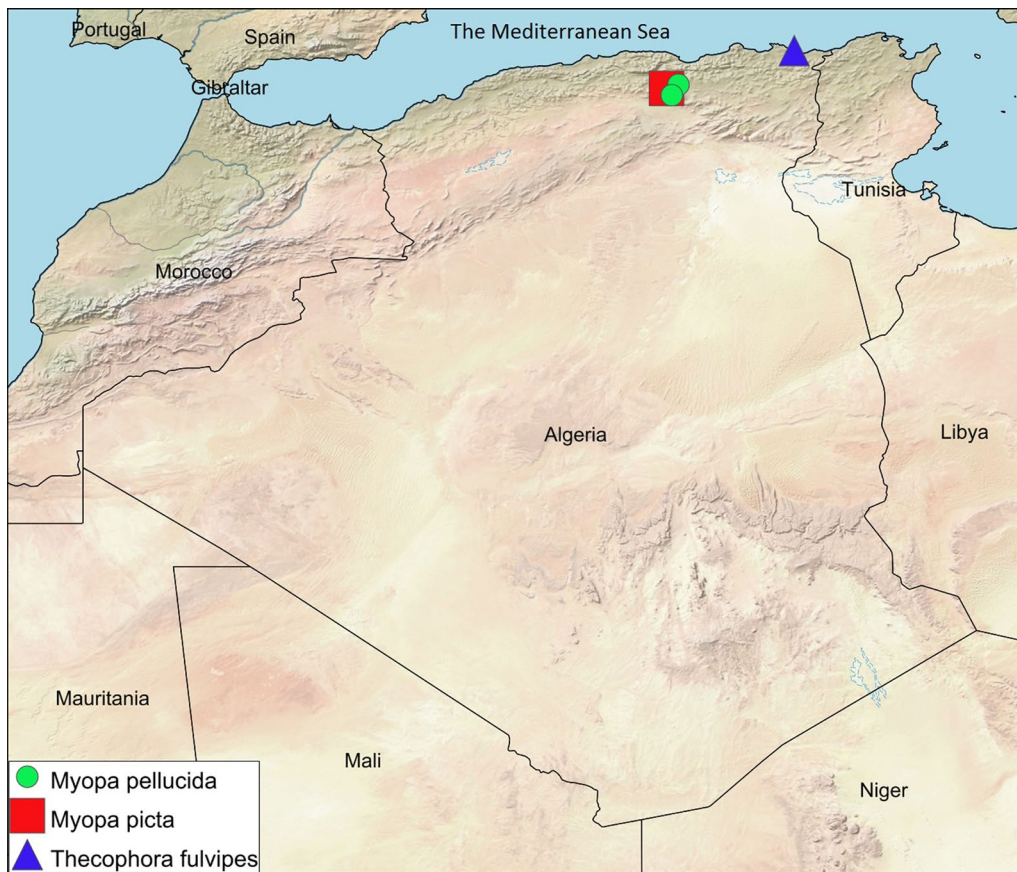 Portugal
Spain
The Mediterranean Sea
Gibraltar
Tunisia
Morocco
Algeria
Libya
Mauritania
Mali
Niger
Myopa pellucida
Myopa picta
Thecophora fulvipes